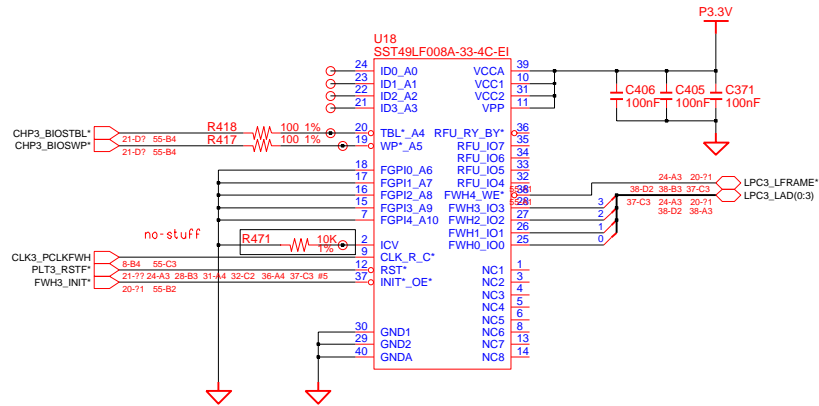 P3.3V
U18
SST49LF008A-33-4C-EI
24 ID0_A0 VCCA 39
23 ID1_A1 VCC1 10
22 ID2_A2 VCC2 31
21 ID3_A3 VPP 11
C406 C405 C371
100nF 100nF 100nF
CHP3_BIOSTBL* R418 100 1% 20 TBL*_A4 RFU_RY_BY* 36
21-D? 55-B4
CHP3_BIOSWP* R417 100 1% 19 WP*_A5 RFU_IO7 35
21-D? 55-B4
RFU_IO6 34
18 FGPI0_A6 RFU_IO5 33
17 FGPI1_A7 RFU_IO4 32 24-A3 20-?1 LPC3_LFRAME*
16 FGPI2_A8 FWH4_WE* 38 38-D2 38-B3 37-C3 LPC3_LAD(0:3)
15 FGPI3_A9 FWH3_IO3 28 3 37-C3 24-A3 20-?1
7 FGPI4_A10 FWH2_IO2 27 2 38-D2 38-A3
FWH1_IO1 26 1
no-stuff
R471 10K 1% 2 ICV FWH0_IO0 25 0
CLK3_PCLKFWH 9 CLK_R_C*
8-B4 55-C3
PLT3_RSTF* 12 RST* NC1 1
21-?? 24-A3 28-B3 31-A4 32-C2 36-A4 37-C3 #5
FWH3_INIT* 37 INIT*_OE* NC2 2
20-?1 55-B2
NC3 3
NC4 4
NC5 5
NC6 6
30 GND1 8
29 GND2 NC7 13
40 GNDA NC8 14